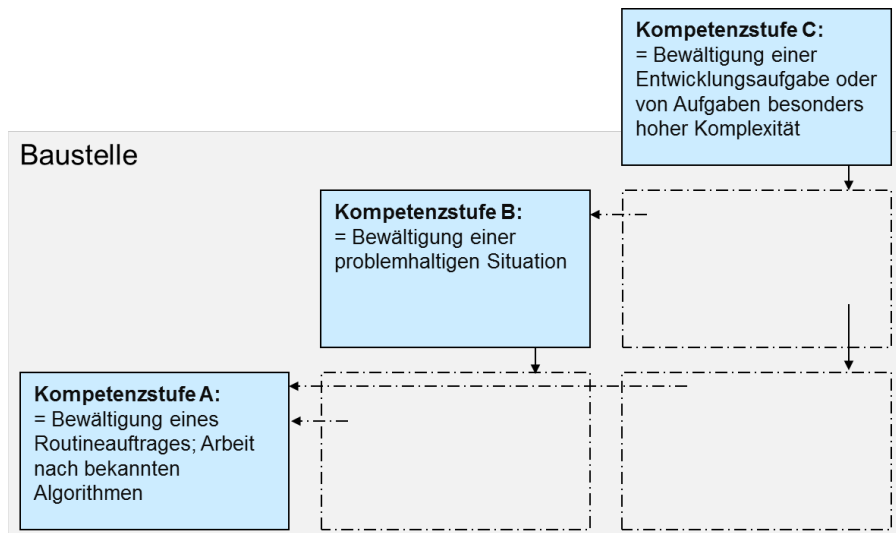 Kompetenzstufe C:
= Bewältigung einer
Entwicklungsaufgabe oder
von Aufgaben besonders
hoher Komplexität
Baustelle
Kompetenzstufe B:
= Bewältigung einer
problemhaltigen Situation
Kompetenzstufe A:
= Bewältigung eines
Routineauftrages; Arbeit
nach bekannten
Algorithmen